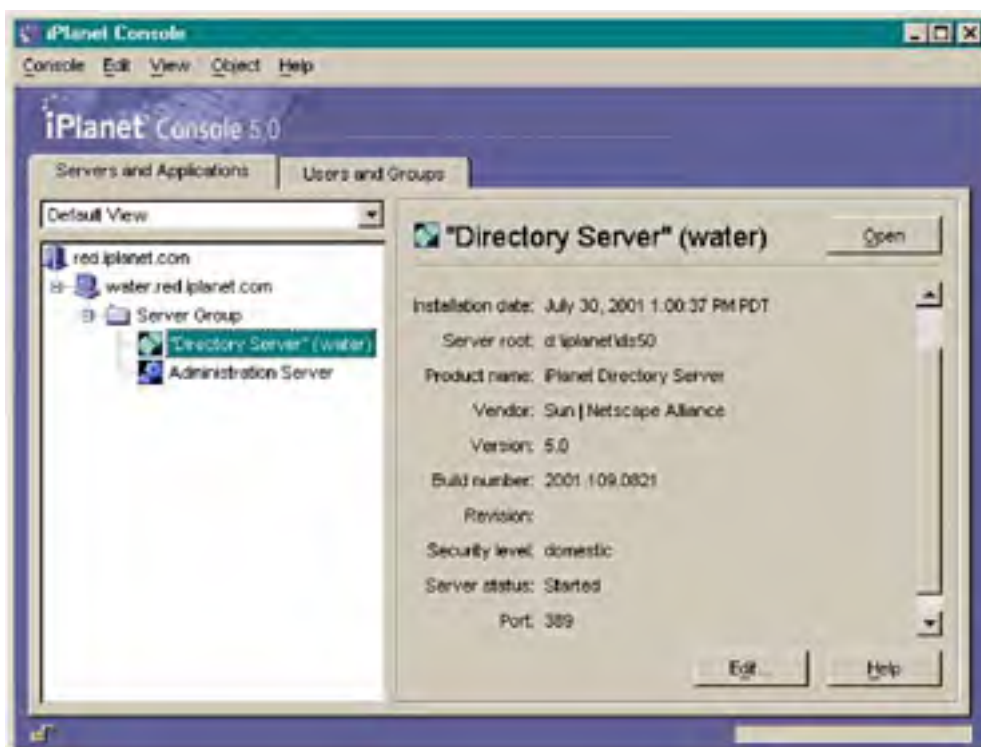 iPlanet Console
Console Edit View Object Help
iPlanet Console 5.0
Servers and Applications Users and Groups
Default View
red.iplanet.com
water.red.iplanet.com
Server Group
"Directory Server" (water)
Administration Server
"Directory Server" (water) Open
Installation date: July 30, 2001 1:00:37 PM PDT
Server root: d:\iplanet\ds50
Product name: iPlanet Directory Server
Vendor: Sun | Netscape Alliance
Version: 5.0
Build number: 2001.109.0821
Revision:
Security level: domestic
Server status: Started
Port: 389
Edit... Help